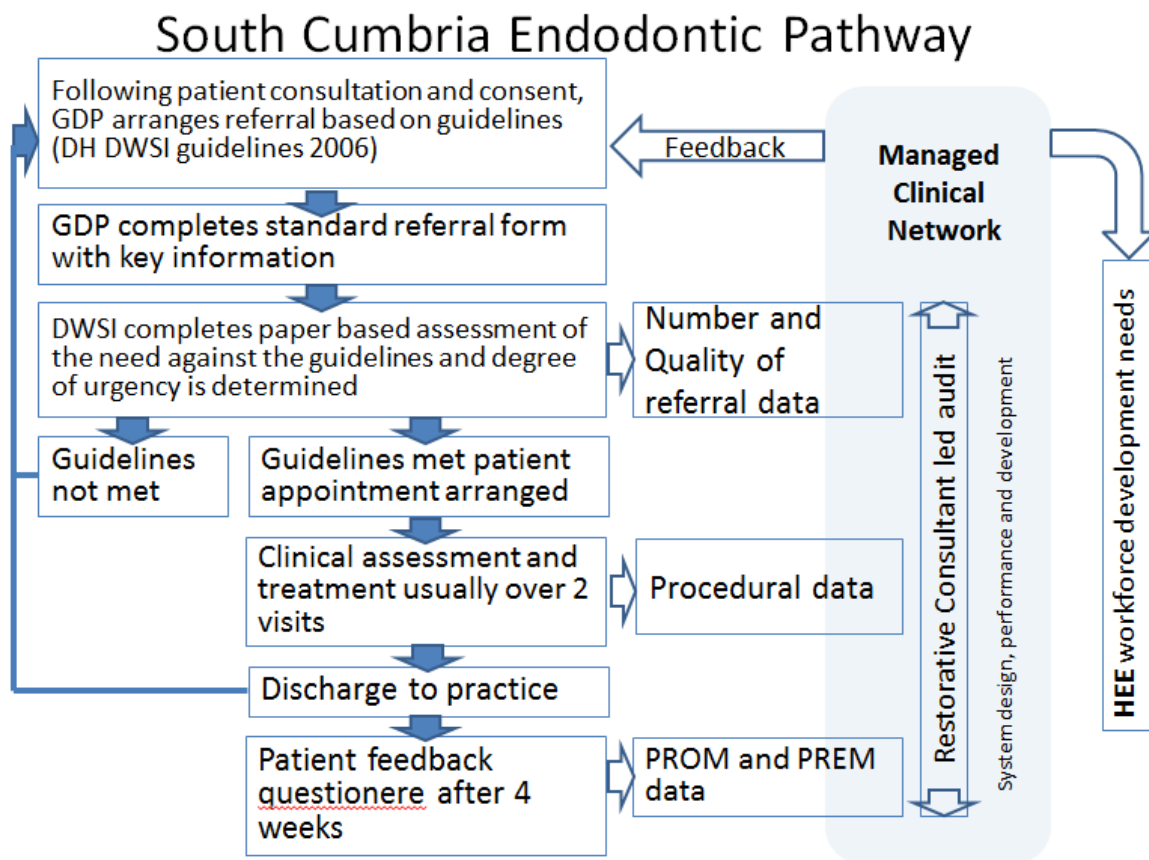 South Cumbria Endodontic Pathway
Following patient consultation and consent,
GDP arranges referral based on guidelines
(DH DWSI guidelines 2006)
Feedback
Managed
Clinical
Network
GDP completes standard referral form
with key information
DWSI completes paper based assessment of
the need against the guidelines and degree
of urgency is determined
Number and
Quality of
referral data
Guidelines
not met
Guidelines met patient
appointment arranged
Clinical assessment and
treatment usually over 2
visits
Procedural data
Discharge to practice
Patient feedback
questionere after 4
weeks
PROM and PREM
data
Restorative Consultant led audit
System design, performance and development
HEE workforce development needs